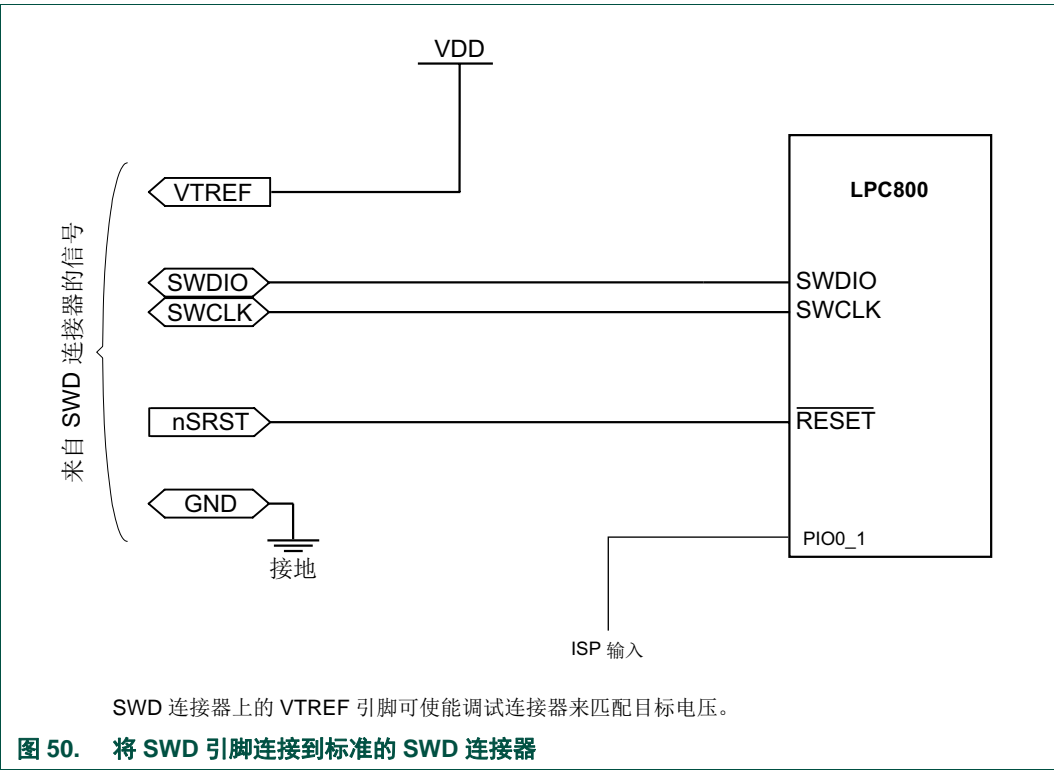 VDD
VTREF
LPC800
来自 SWD 连接器的信号
SWDIO
SWDIO
SWCLK
SWCLK
nSRST
RESET
GND
接地
PIO0_1
ISP 输入
SWD 连接器上的 VTREF 引脚可使能调试连接器来匹配目标电压。
图 50. 将 SWD 引脚连接到标准的 SWD 连接器